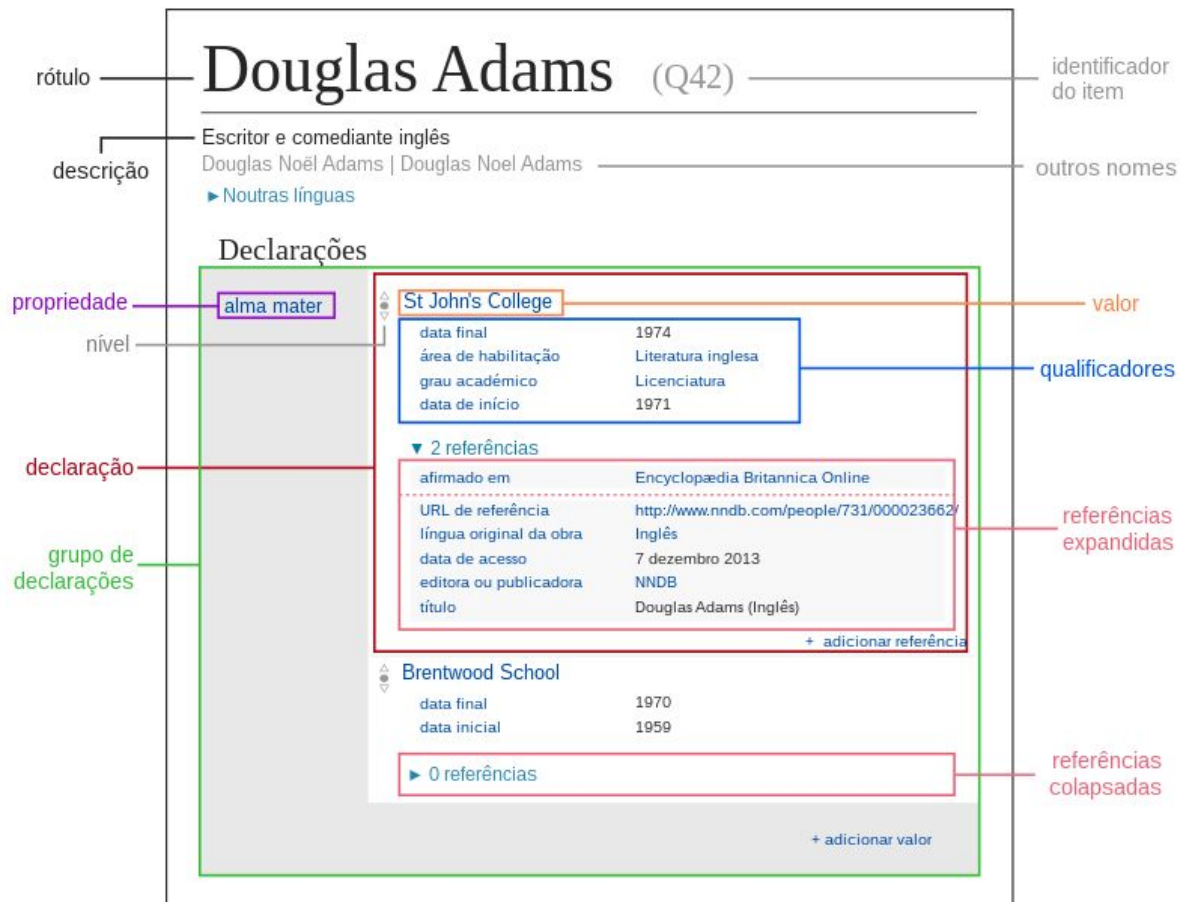 rótulo
Douglas Adams (Q42)
identificador
do item
descrição
Escritor e comediante inglês
Douglas Noël Adams | Douglas Noel Adams
outros nomes
►Noutras línguas
Declarações
propriedade
alma mater
nível
St John's College
valor
data final 1974
área de habilitação Literatura inglesa
grau académico Licenciatura
data de início 1971
qualificadores
declaração
▼ 2 referências
afirmado em Encyclopædia Britannica Online
URL de referência http://www.nndb.com/people/731/000023662/
língua original da obra Inglês
data de acesso 7 dezembro 2013
editora ou publicadora NNDB
título Douglas Adams (Inglês)
referências
expandidas
grupo de
declarações
+ adicionar referência
Brentwood School
data final 1970
data inicial 1959
► 0 referências
referências
colapsadas
+ adicionar valor